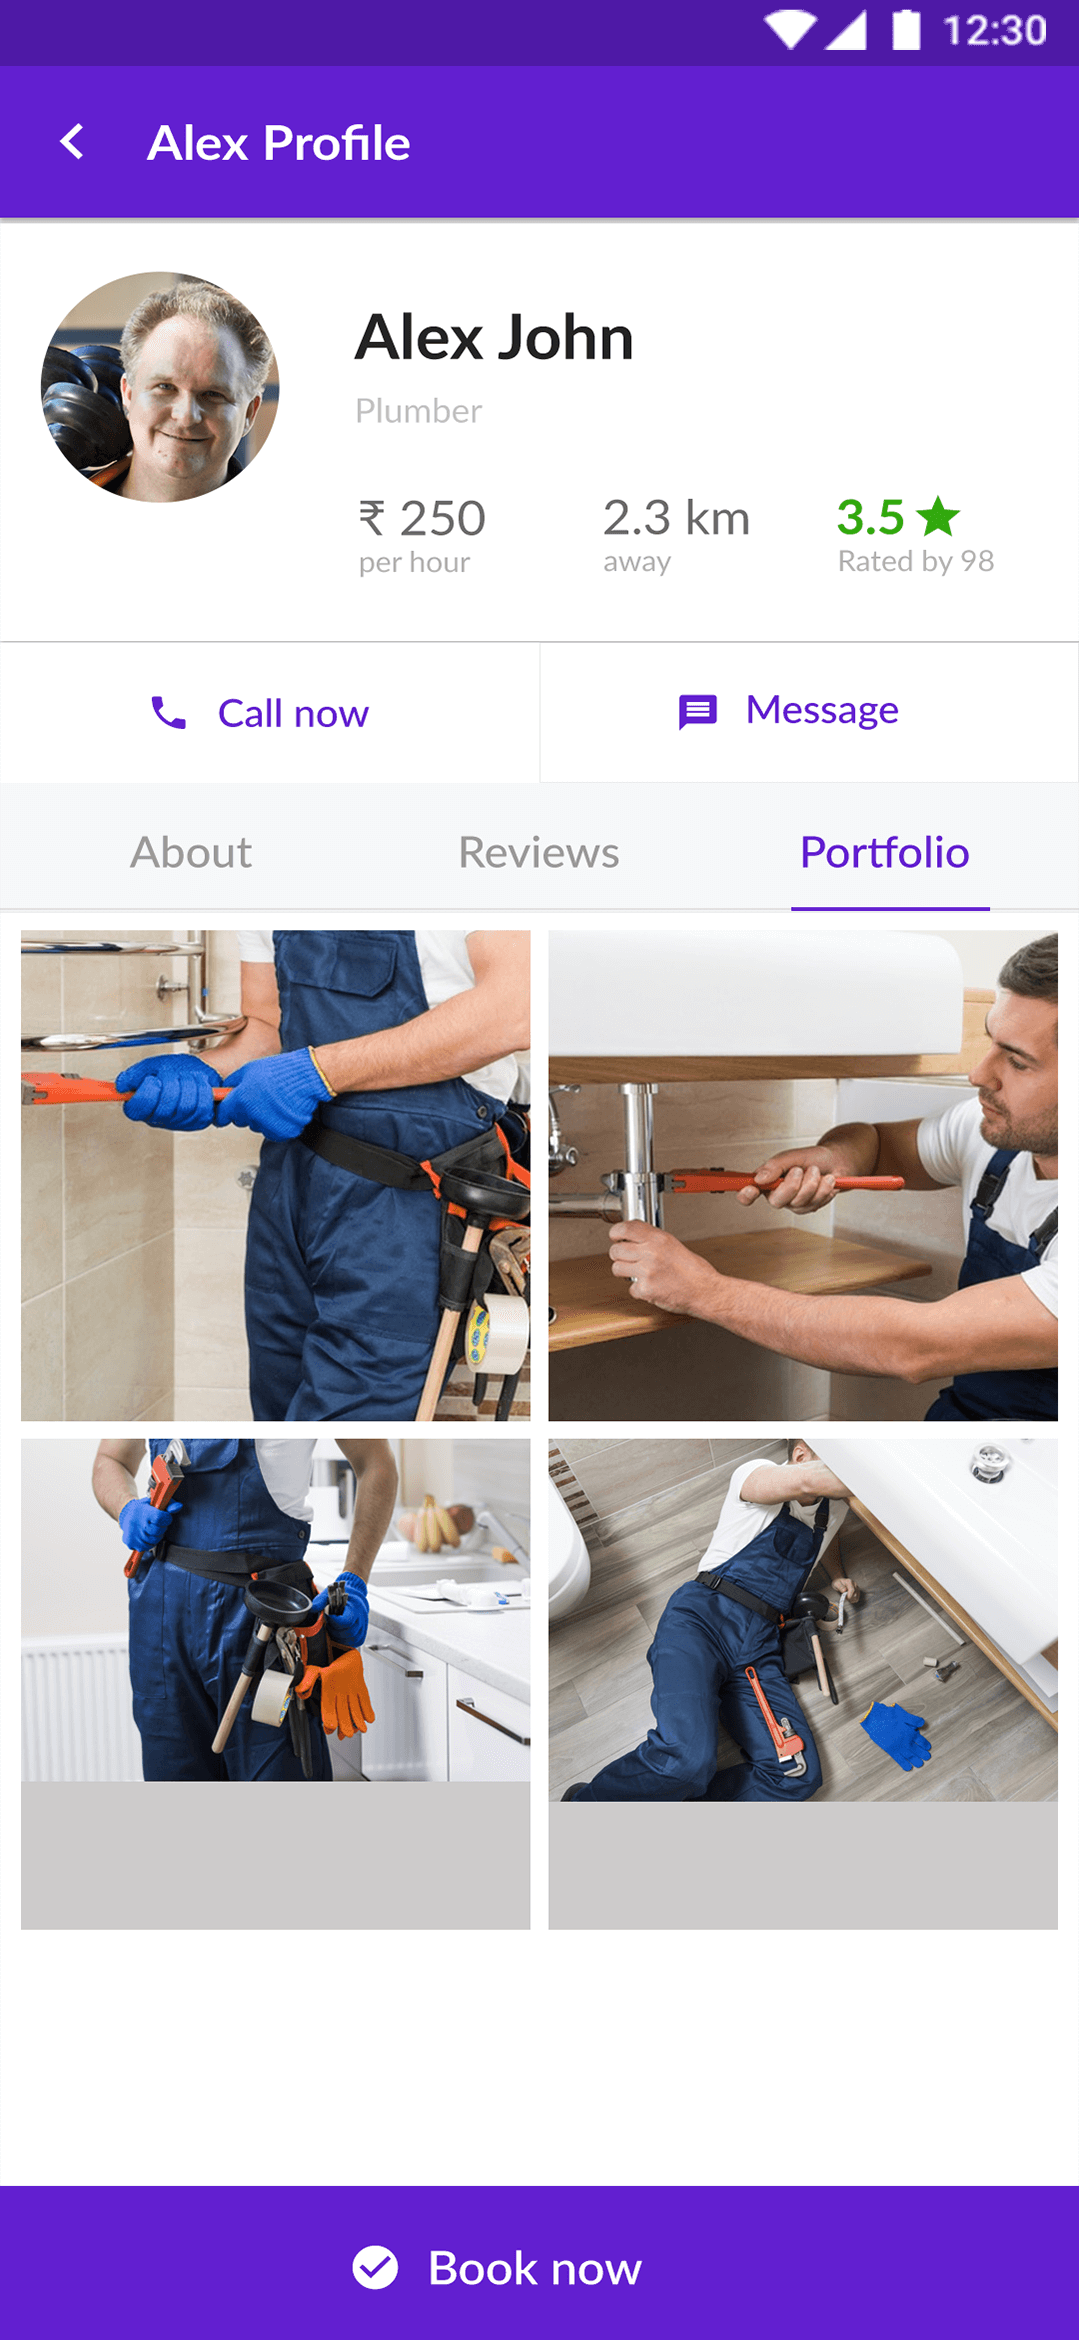 12:30
Alex Profile
Alex John
Plumber
₹ 250
per hour
2.3 km
away
3.5
Rated by 98
Call now
Message
About
Reviews
Portfolio
Book now